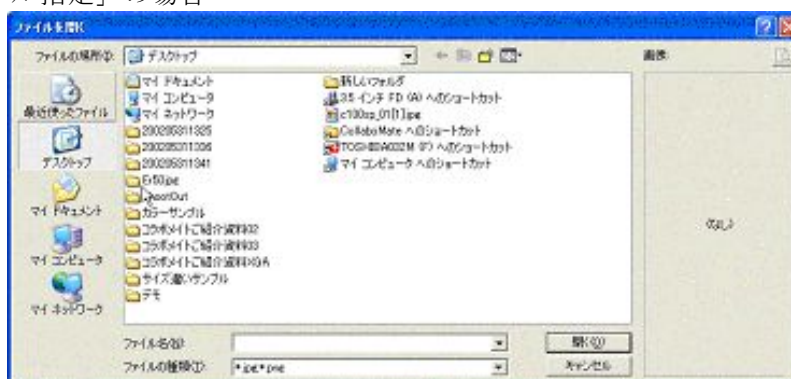 ファイルを開く
ファイルの場所(I):
デスクトップ
画像:
最近使ったファイル
デスクトップ
マイ ドキュメント
マイ コンピュータ
マイ ネットワーク
マイ ドキュメント
マイ コンピュータ
マイ ネットワーク
200205311325
200205311336
200205311341
カラーサンプル
コラボメイトご紹介資料02
コラボメイトご紹介資料03
サイズ違いサンプル
デモ
新しいフォルダ
3.5 インチ FD (A) へのショートカット
CollaboMate へのショートカット
マイ コンピュータ へのショートカット
(なし)
ファイル名(N):
開く(O)
ファイルの種類(T):
キャンセル